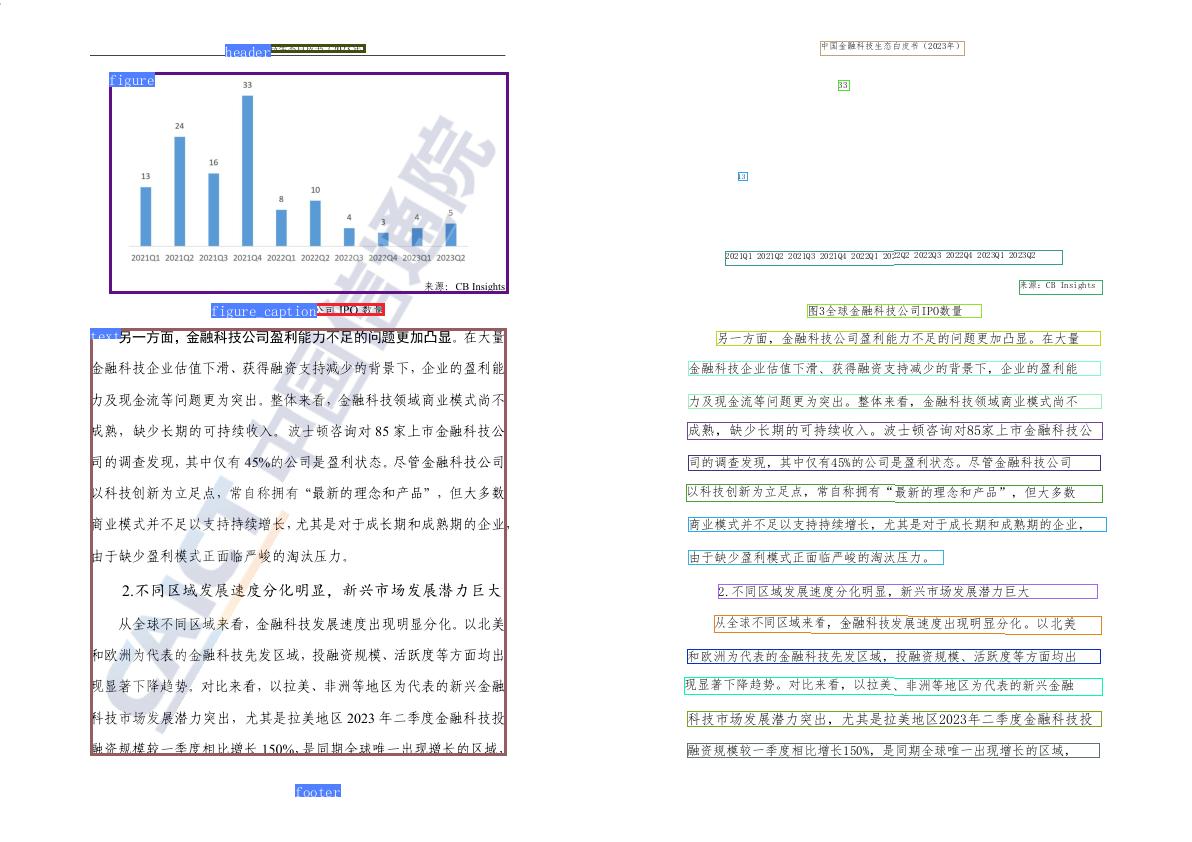 header
figure
33
24
16
13
10
8
4
3
4
5
2021Q1 2021Q2 2021Q3 2021Q4 2022Q1 2022Q2 2022Q3 2022Q4 2023Q1 2023Q2
来源：CB Insights
figure_caption 公司 IPO 数量
text 另一方面，金融科技公司盈利能力不足的问题更加凸显。在大量
金融科技企业估值下滑、获得融资支持减少的背景下，企业的盈利能
力及现金流等问题更为突出。整体来看，金融科技领域商业模式尚不
成熟，缺少长期的可持续收入。波士顿咨询对 85 家上市金融科技公
司的调查发现，其中仅有 45%的公司是盈利状态。尽管金融科技公司
以科技创新为立足点，常自称拥有“最新的理念和产品”，但大多数
商业模式并不足以支持持续增长，尤其是对于成长期和成熟期的企业，
由于缺少盈利模式正面临严峻的淘汰压力。
2.不同区域发展速度分化明显，新兴市场发展潜力巨大
从全球不同区域来看，金融科技发展速度出现明显分化。以北美
和欧洲为代表的金融科技先发区域，投融资规模、活跃度等方面均出
现显著下降趋势。对比来看，以拉美、非洲等地区为代表的新兴金融
科技市场发展潜力突出，尤其是拉美地区 2023 年二季度金融科技投
融资规模较一季度相比增长 150%，是同期全球唯一出现增长的区域，
footer
CAICT 中国信通院
中国金融科技生态白皮书（2023年）
33
13
2021Q1 2021Q2 2021Q3 2021Q4 2022Q1 2022Q2 2022Q3 2022Q4 2023Q1 2023Q2
来源：CB Insights
图3全球金融科技公司IPO数量
另一方面，金融科技公司盈利能力不足的问题更加凸显。在大量
金融科技企业估值下滑、获得融资支持减少的背景下，企业的盈利能
力及现金流等问题更为突出。整体来看，金融科技领域商业模式尚不
成熟，缺少长期的可持续收入。波士顿咨询对85家上市金融科技公
司的调查发现，其中仅有45%的公司是盈利状态。尽管金融科技公司
以科技创新为立足点，常自称拥有“最新的理念和产品”，但大多数
商业模式并不足以支持持续增长，尤其是对于成长期和成熟期的企业，
由于缺少盈利模式正面临严峻的淘汰压力。
2.不同区域发展速度分化明显，新兴市场发展潜力巨大
从全球不同区域来看，金融科技发展速度出现明显分化。以北美
和欧洲为代表的金融科技先发区域，投融资规模、活跃度等方面均出
现显著下降趋势。对比来看，以拉美、非洲等地区为代表的新兴金融
科技市场发展潜力突出，尤其是拉美地区2023年二季度金融科技投
融资规模较一季度相比增长150%，是同期全球唯一出现增长的区域，